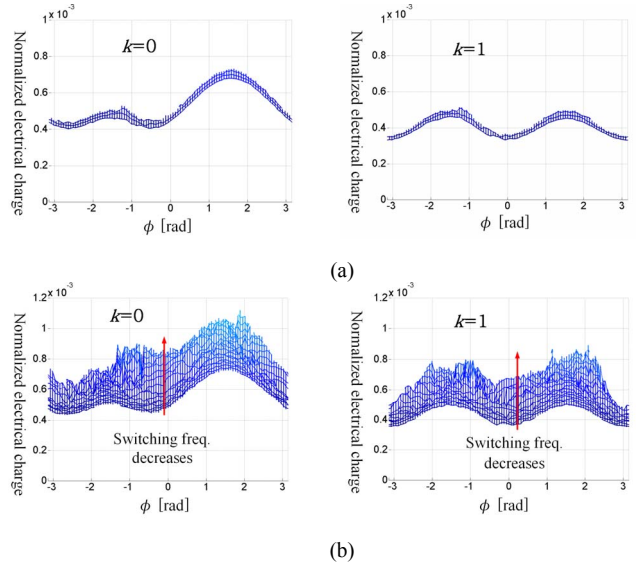 1 x 10⁻³
k=0
Normalized electrical charge
0.8
0.6
0.4
0.2
0
-3 -2 -1 0 1 2 3
ϕ [rad]
1 x 10⁻³
k=1
Normalized electrical charge
0.8
0.6
0.4
0.2
0
-3 -2 -1 0 1 2 3
ϕ [rad]
(a)
1.2 x 10⁻³
k=0
Normalized electrical charge
1
0.8
0.6
0.4
0.2
0
Switching freq.
decreases
-3 -2 -1 0 1 2 3
ϕ [rad]
1.2 x 10⁻³
k=1
Normalized electrical charge
1
0.8
0.6
0.4
0.2
0
Switching freq.
decreases
-3 -2 -1 0 1 2 3
ϕ [rad]
(b)